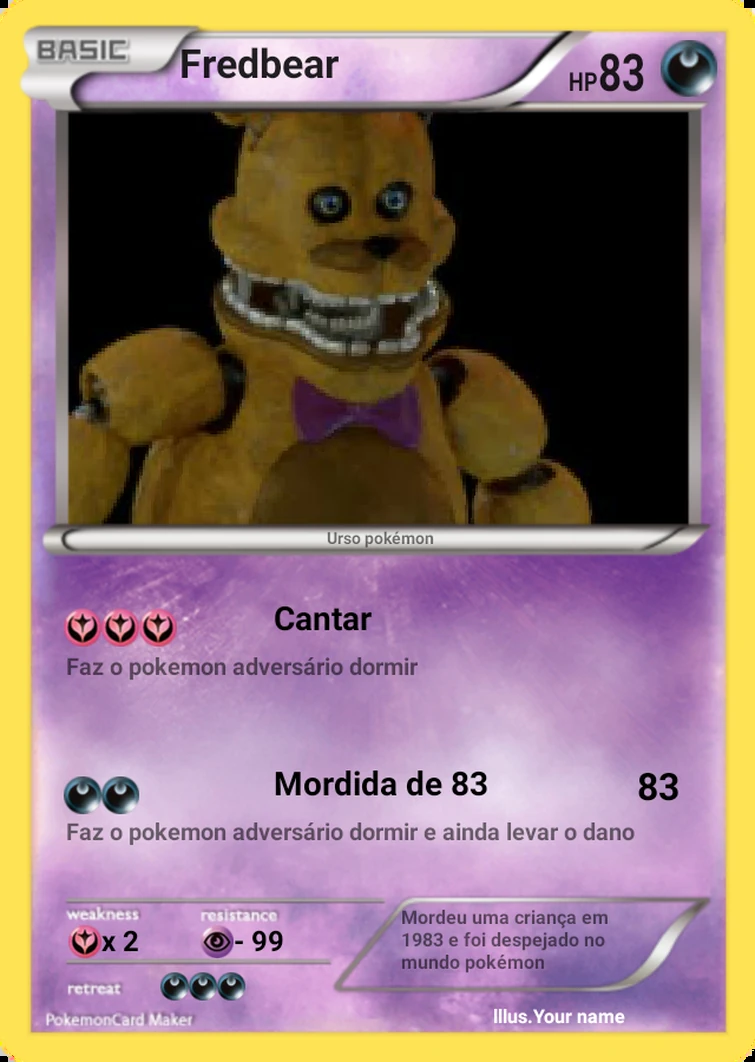 BASIC
Fredbear
HP83
Urso pokémon
Cantar
Faz o pokemon adversário dormir
Mordida de 83
83
Faz o pokemon adversário dormir e ainda levar o dano
weakness
resistance
x 2
- 99
Mordeu uma criança em
1983 e foi despejado no
mundo pokémon
retreat
PokemonCard Maker
Illus.Your name